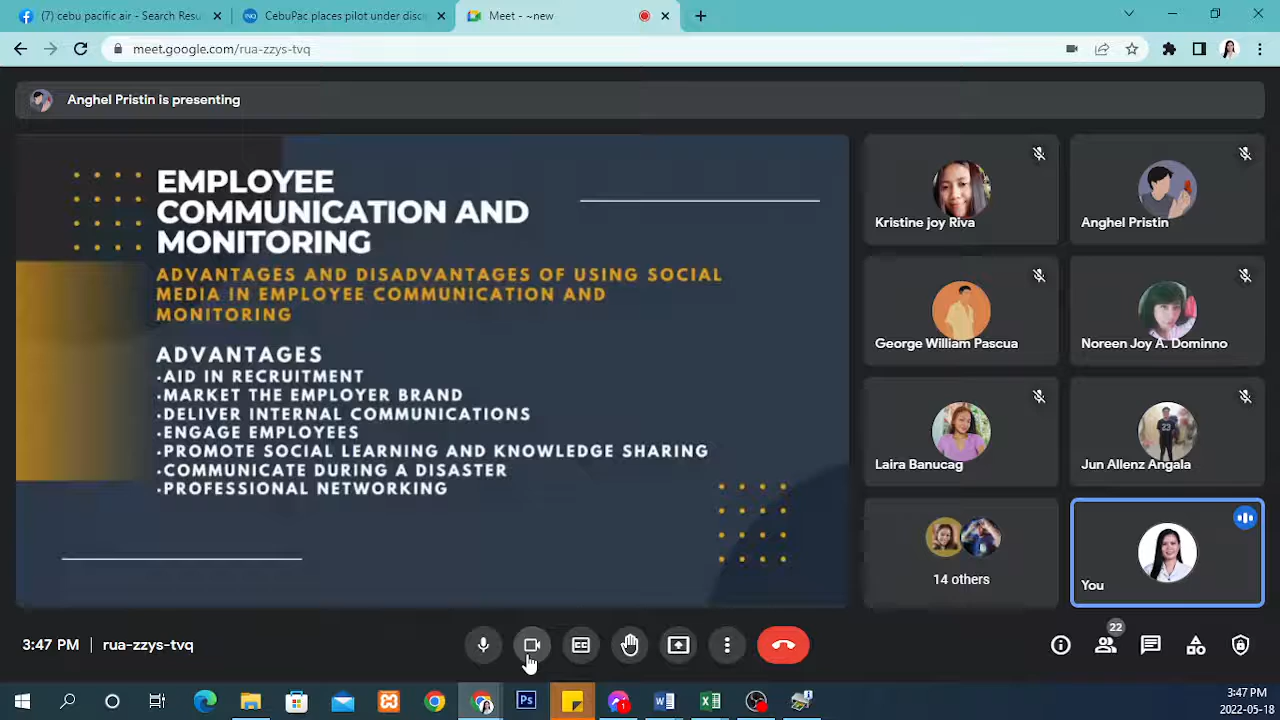 (7) cebu pacific air - Search Resu
CebuPac places pilot under disc
Meet - ~new
meet.google.com/rua-zzys-tvq
Anghel Pristin is presenting
EMPLOYEE
COMMUNICATION AND
MONITORING
ADVANTAGES AND DISADVANTAGES OF USING SOCIAL
MEDIA IN EMPLOYEE COMMUNICATION AND
MONITORING
ADVANTAGES
•AID IN RECRUITMENT
•MARKET THE EMPLOYER BRAND
•DELIVER INTERNAL COMMUNICATIONS
•ENGAGE EMPLOYEES
•PROMOTE SOCIAL LEARNING AND KNOWLEDGE SHARING
•COMMUNICATE DURING A DISASTER
•PROFESSIONAL NETWORKING
Kristine joy Riva
Anghel Pristin
George William Pascua
Noreen Joy A. Dominno
Laira Banucag
23
Jun Allenz Angala
14 others
You
3:47 PM | rua-zzys-tvq
22
Ps
1
3:47 PM
2022-05-18